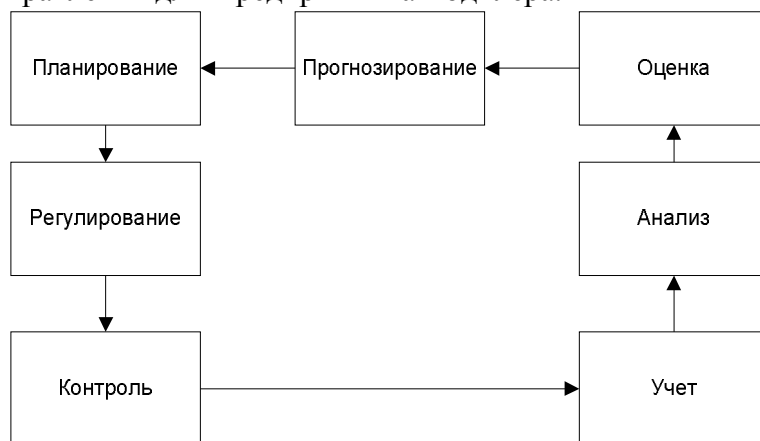 Планирование
Прогнозирование
Оценка
Регулирование
Анализ
Контроль
Учет